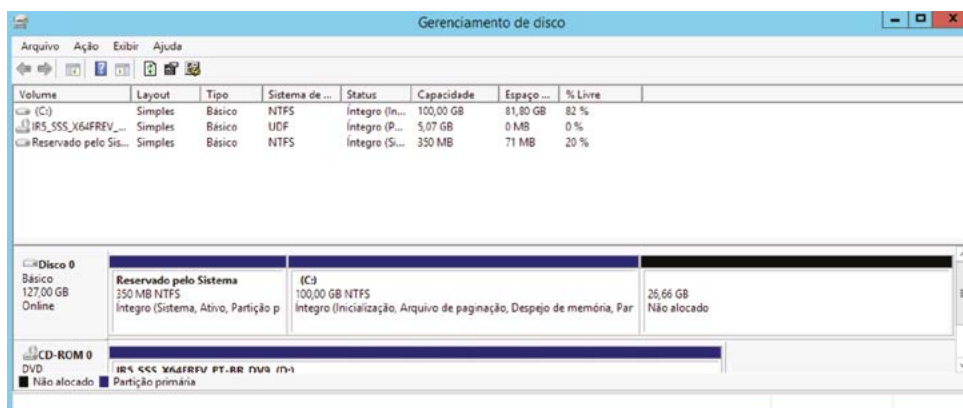 Gerenciamento de disco
Arquivo Ação Exibir Ajuda
Volume Layout Tipo Sistema de ... Status Capacidade Espaço ... % Livre
(C:) Simples Básico NTFS Íntegro (In... 100,00 GB 81,80 GB 82 %
IR5_SSS_X64FREV_... Simples Básico UDF Íntegro (P... 5,07 GB 0 MB 0 %
Reservado pelo Sis... Simples Básico NTFS Íntegro (Si... 350 MB 71 MB 20 %
Disco 0
Básico
127,00 GB
Online
Reservado pelo Sistema
350 MB NTFS
Íntegro (Sistema, Ativo, Partição p
(C:)
100,00 GB NTFS
Íntegro (Inicialização, Arquivo de paginação, Despejo de memória, Par
26,66 GB
Não alocado
CD-ROM 0
DVD
IR5_SSS_X64FREV_PT-BR_DV9 (D:)
Não alocado Partição primária